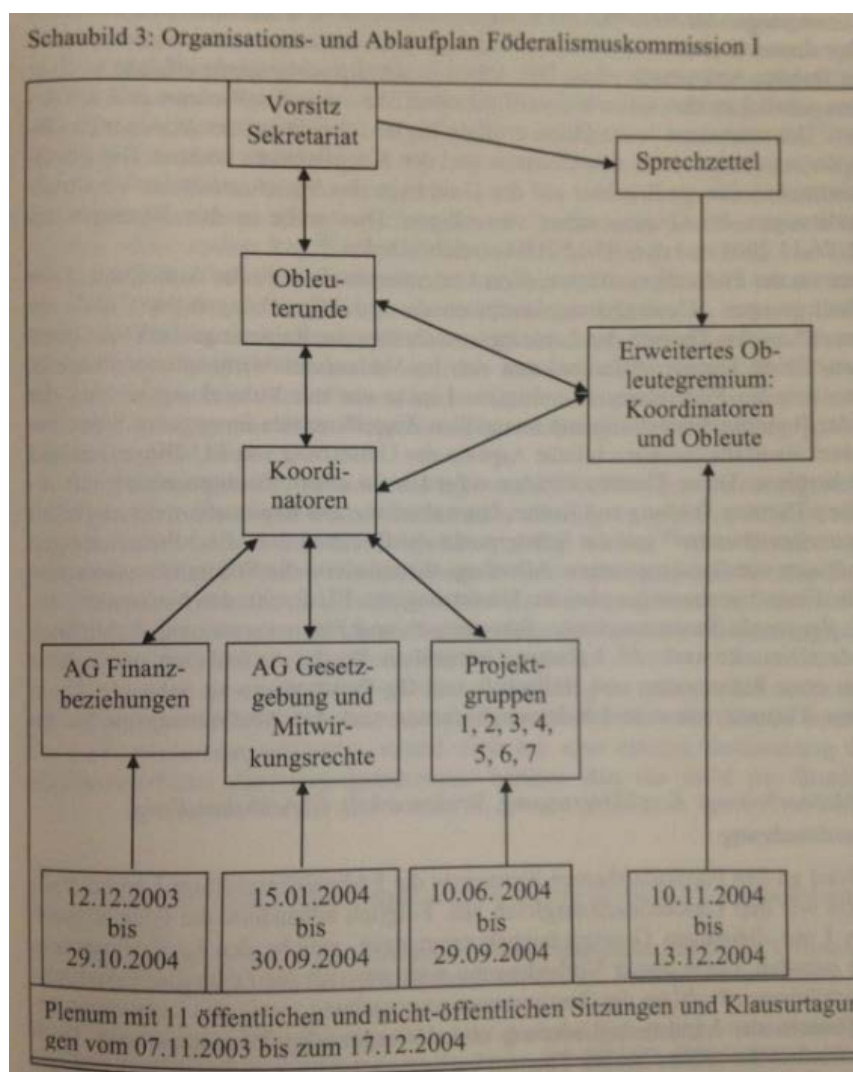 Schaubild 3: Organisations- und Ablaufplan Föderalismuskommission I
Vorsitz
Sekretariat
Sprechzettel
Obleu-
terunde
Erweitertes Ob-
leutegremium:
Koordinatoren
und Obleute
Koordi-
natoren
AG Finanz-
beziehungen
AG Gesetz-
gebung und
Mitwir-
kungsrechte
Projekt-
gruppen
1, 2, 3, 4,
5, 6, 7
12.12.2003
bis
29.10.2004
15.01.2004
bis
30.09.2004
10.06. 2004
bis
29.09.2004
10.11.2004
bis
13.12.2004
Plenum mit 11 öffentlichen und nicht-öffentlichen Sitzungen und Klausurtagun
gen vom 07.11.2003 bis zum 17.12.2004